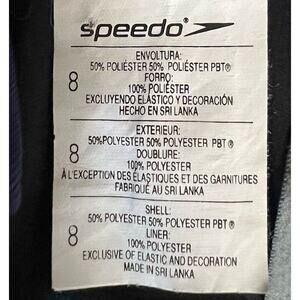 speedo®
ENVOLTURA:
50% POLIÉSTER 50% POLIÉSTER PBT®
FORRO:
8
100% POLIÉSTER
EXCLUYENDO ELÁSTICO Y DECORACIÓN
HECHO EN SRI LANKA
EXTERIEUR:
50%POLYESTER 50% POLYESTER PBT®
8
DOUBLURE:
100% POLYESTER
À L'EXCEPTION DES ÉLASTIQUES ET DES GARNITURES
FABRIQUÉ AU SRI LANKA
SHELL:
50% POLYESTER 50% POLYESTER PBT®
8
LINER:
100% POLYESTER
EXCLUSIVE OF ELASTIC AND DECORATION
MADE IN SRI LANKA